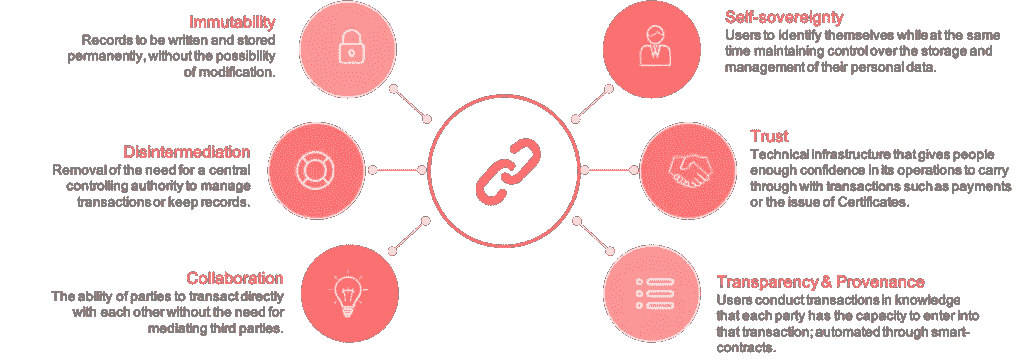 Immutability
Records to be written and stored
permanently, without the possibility
of modification.
Disintermediation
Removal of the need for a central
controlling authority to manage
transactions or keep records.
Collaboration
The ability of parties to transact directly
with each other without the need for
mediating third parties.
Self-sovereignty
Users to identify themselves while at the same
time maintaining control over the storage and
management of their personal data.
Trust
Technical infrastructure that gives people
enough confidence in its operations to carry
through with transactions such as payments
or the issue of Certificates.
Transparency & Provenance
Users conduct transactions in knowledge
that each party has the capacity to enter into
that transaction; automated through smart-
contracts.